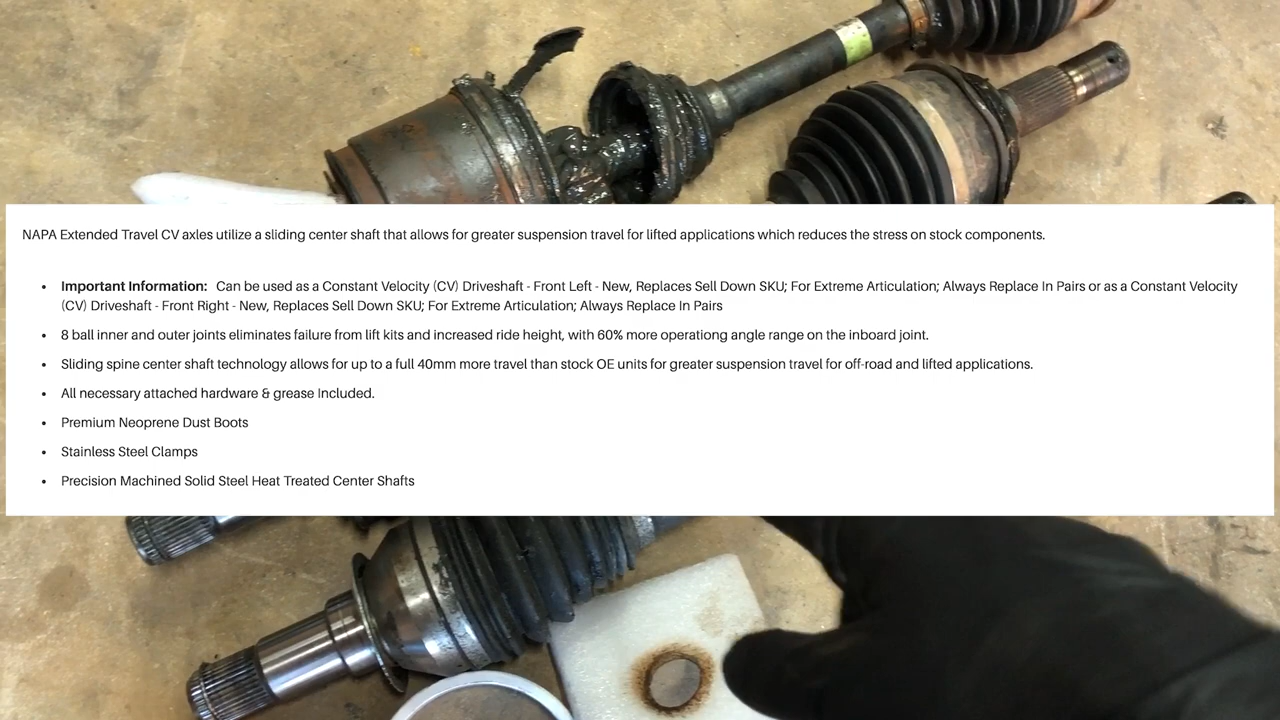 NAPA Extended Travel CV axles utilize a sliding center shaft that allows for greater suspension travel for lifted applications which reduces the stress on stock components.
• Important Information: Can be used as a Constant Velocity (CV) Driveshaft - Front Left - New, Replaces Sell Down SKU; For Extreme Articulation; Always Replace In Pairs or as a Constant Velocity
(CV) Driveshaft - Front Right - New, Replaces Sell Down SKU; For Extreme Articulation; Always Replace In Pairs
• 8 ball inner and outer joints eliminates failure from lift kits and increased ride height, with 60% more operationg angle range on the inboard joint.
• Sliding spine center shaft technology allows for up to a full 40mm more travel than stock OE units for greater suspension travel for off-road and lifted applications.
• All necessary attached hardware & grease Included.
• Premium Neoprene Dust Boots
• Stainless Steel Clamps
• Precision Machined Solid Steel Heat Treated Center Shafts